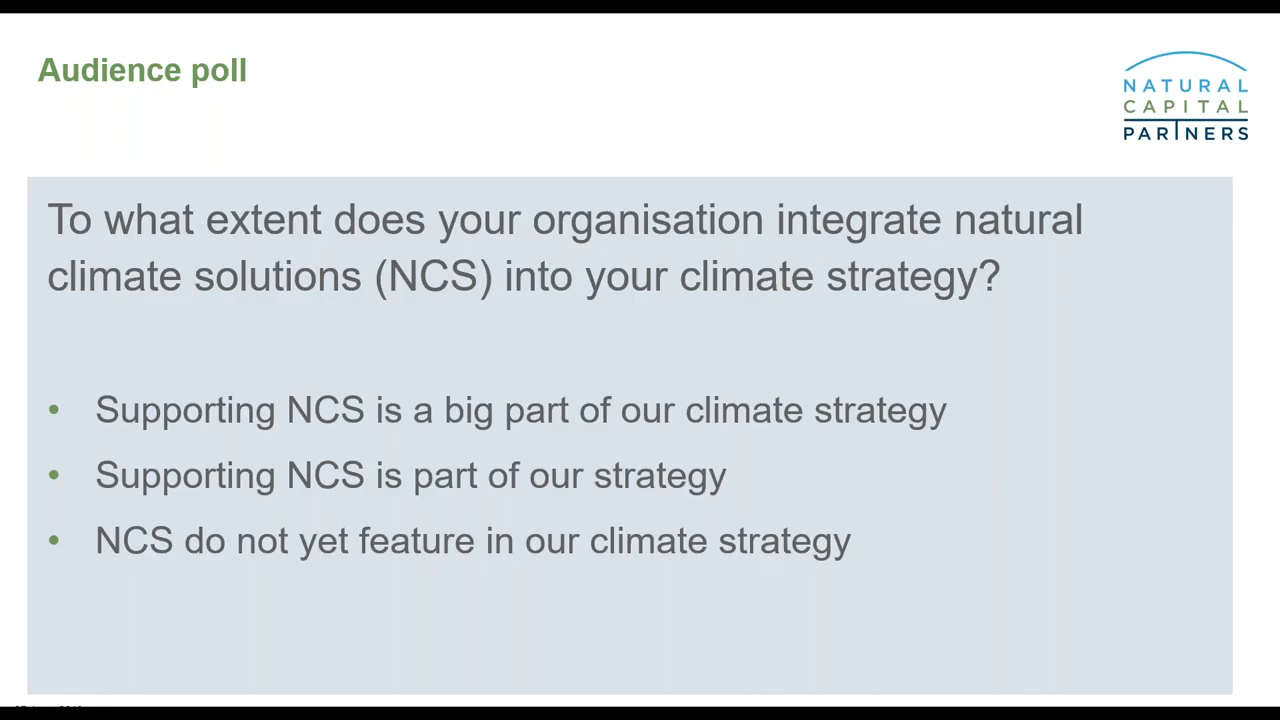 Audience poll
NATURAL
CAPITAL
PARTNERS
To what extent does your organisation integrate natural
climate solutions (NCS) into your climate strategy?
• Supporting NCS is a big part of our climate strategy
• Supporting NCS is part of our strategy
• NCS do not yet feature in our climate strategy